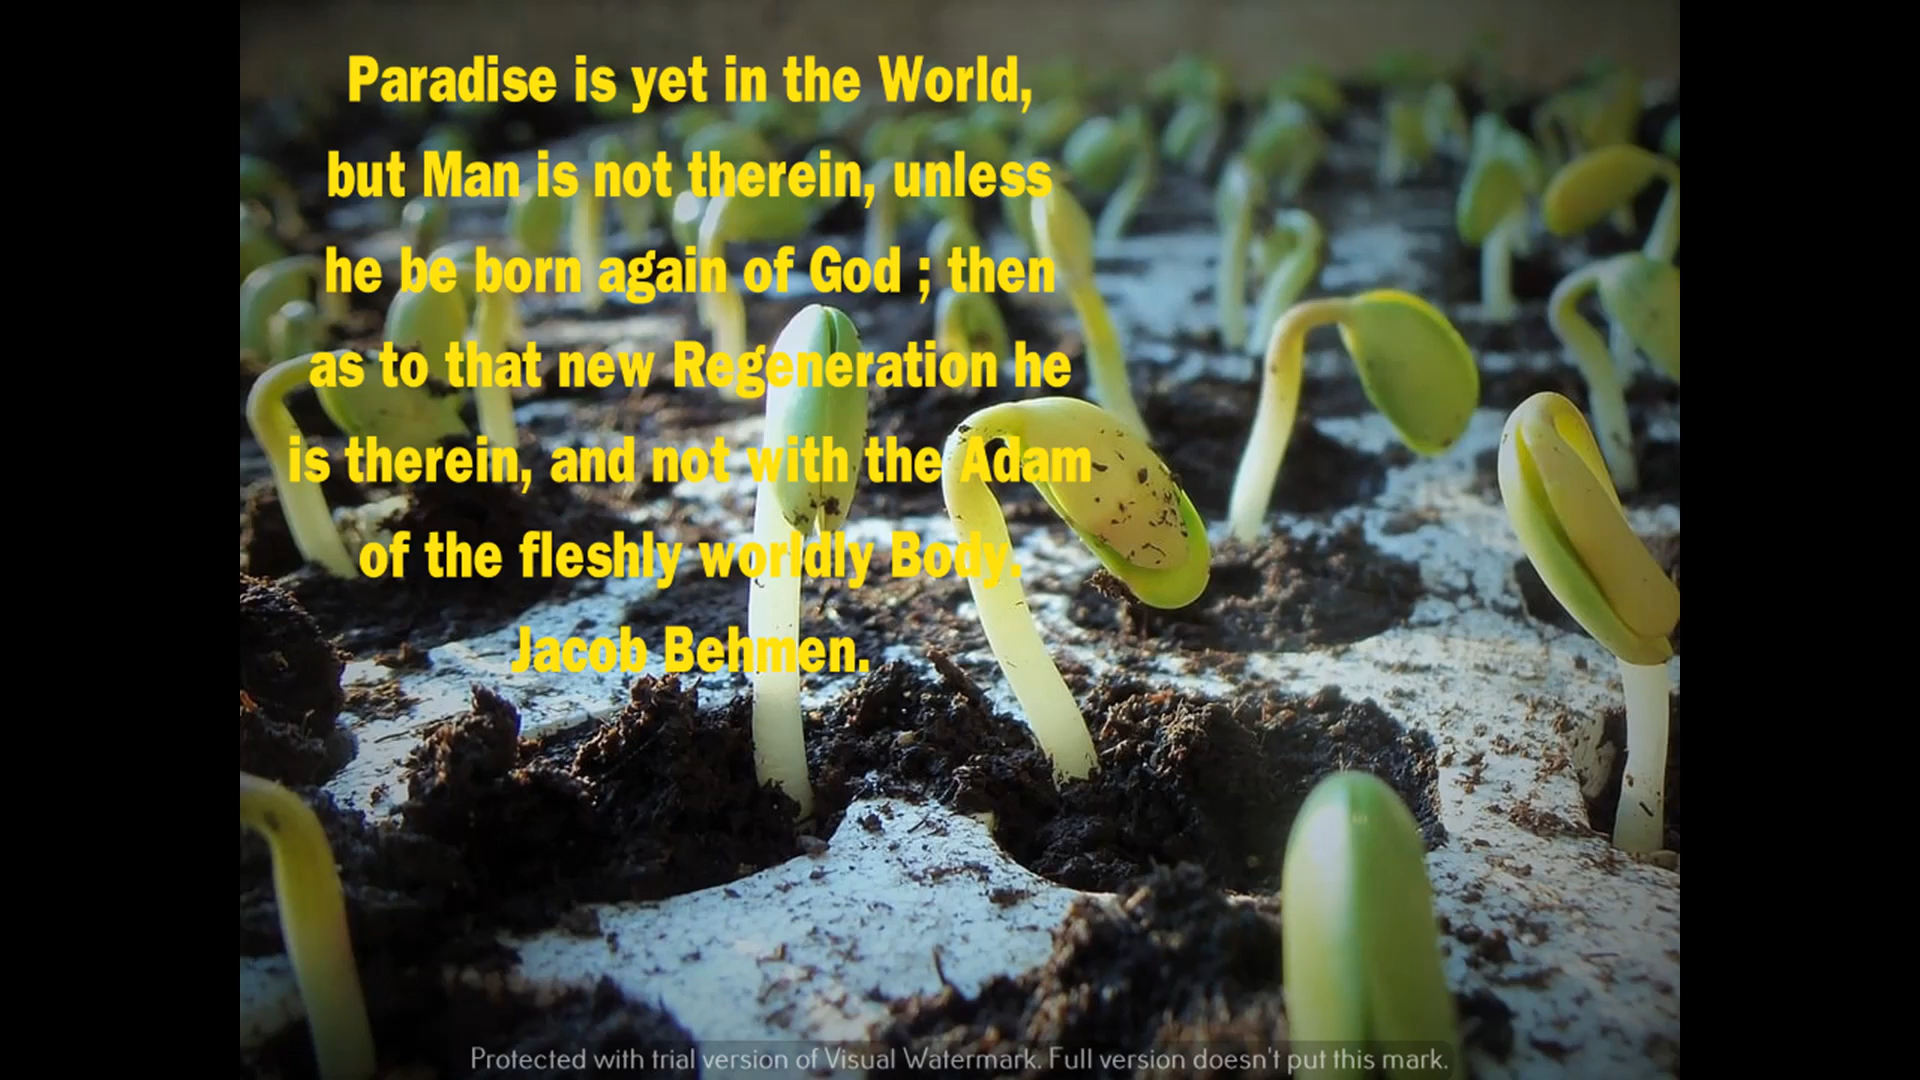 Paradise is yet in the World,
but Man is not therein, unless
he be born again of God ; then
as to that new Regeneration he
is therein, and not with the Adam
of the fleshly worldly Body.
Jacob Behmen.
Protected with trial version of Visual Watermark. Full version doesn't put this mark.